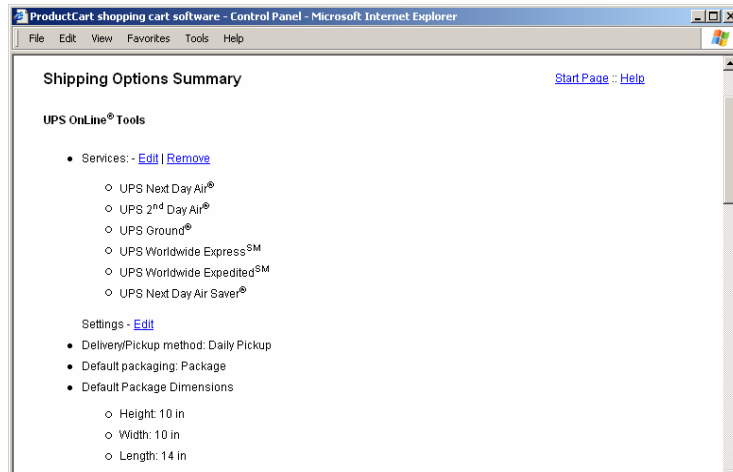 ProductCart shopping cart software - Control Panel - Microsoft Internet Explorer
File Edit View Favorites Tools Help
Shipping Options Summary Start Page :: Help
UPS OnLine® Tools
Services: - Edit | Remove
UPS Next Day Air®
UPS 2nd Day Air®
UPS Ground®
UPS Worldwide ExpressSM
UPS Worldwide ExpeditedSM
UPS Next Day Air Saver®
Settings - Edit
Delivery/Pickup method: Daily Pickup
Default packaging: Package
Default Package Dimensions
Height: 10 in
Width: 10 in
Length: 14 in